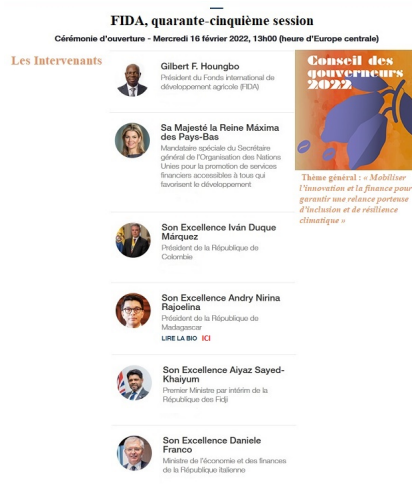 FIDA, quarante-cinquième session
Cérémonie d'ouverture - Mercredi 16 février 2022, 13h00 (heure d'Europe centrale)
Les Intervenants
Gilbert F. Houngbo
Président du Fonds international de
développement agricole (FIDA)
Sa Majesté la Reine Máxima
des Pays-Bas
Mandataire spéciale du Secrétaire
général de l'Organisation des Nations
Unies pour la promotion de services
financiers accessibles à tous qui
favorisent le développement
Son Excellence Iván Duque
Márquez
Président de la République de
Colombie
Son Excellence Andry Nirina
Rajoelina
Président de la République de
Madagascar
LIRE LA BIO ICI
Son Excellence Aiyaz Sayed-
Khaiyum
Premier Ministre par intérim de la
République des Fidji
Son Excellence Daniele
Franco
Ministre de l'économie et des finances
de la République italienne
Conseil des
gouverneurs
2022
Thème général : « Mobiliser
l'innovation et la finance pour
garantir une relance porteuse
d'inclusion et de résilience
climatique »